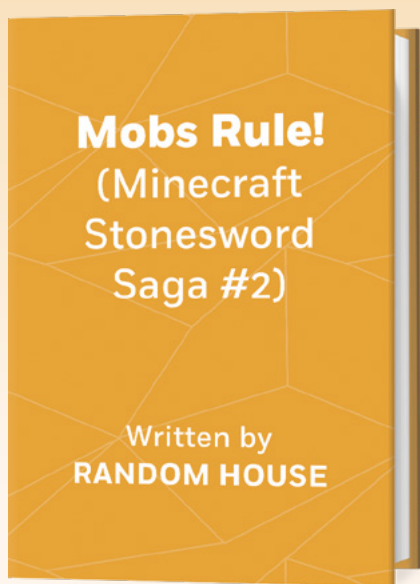 Mobs Rule!
(Minecraft
Stonesword
Saga #2)
Written by
RANDOM HOUSE